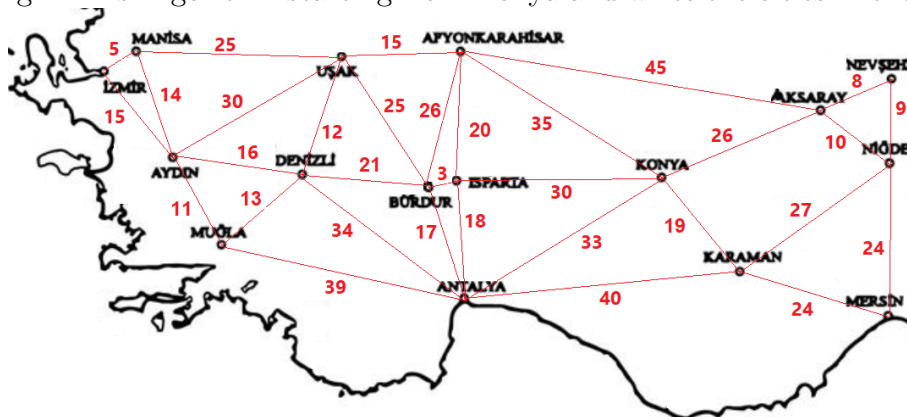 5
MANİSA
25
15
AFYONKARAHİSAR
UŞAK
45
NEVŞEH
İZMİR
8
AKSARAY
14
30
25
26
9
15
20
35
12
26
10
16
DENİZLİ
NİĞDE
AYDIN
21
3
ISPARTA
30
KONYA
BURDUR
13
11
18
27
MUĞLA
34
17
33
19
24
KARAMAN
39
ANTALYA
40
24
MERSİN